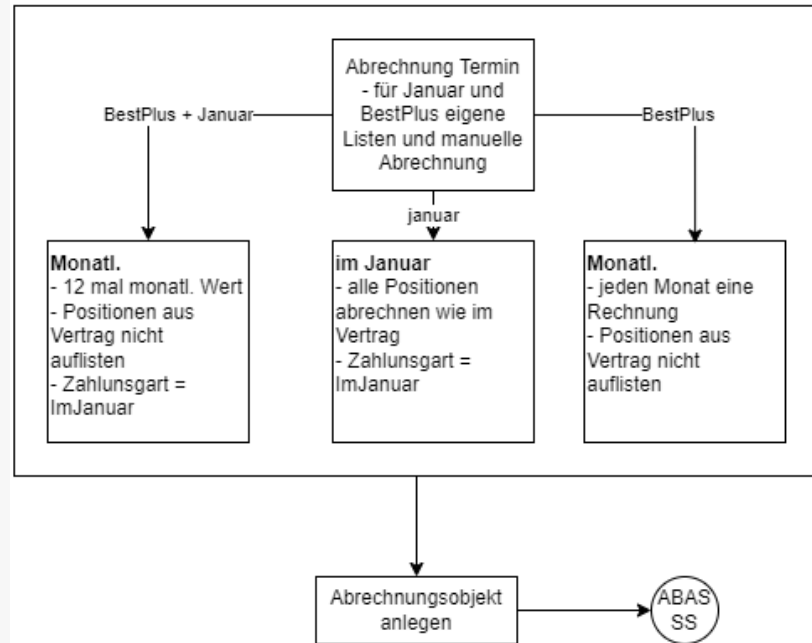 Abrechnung Termin
- für Januar und
BestPlus eigene
Listen und manuelle
Abrechnung
BestPlus + Januar
januar
BestPlus
Monatl.
- 12 mal monatl. Wert
- Positionen aus
Vertrag nicht
auflisten
- Zahlunsgart =
ImJanuar
im Januar
- alle Positionen
abrechnen wie im
Vertrag
- Zahlunsgart =
ImJanuar
Monatl.
- jeden Monat eine
Rechnung
- Positionen aus
Vertrag nicht
auflisten
Abrechnungsobjekt
anlegen
ABAS
SS